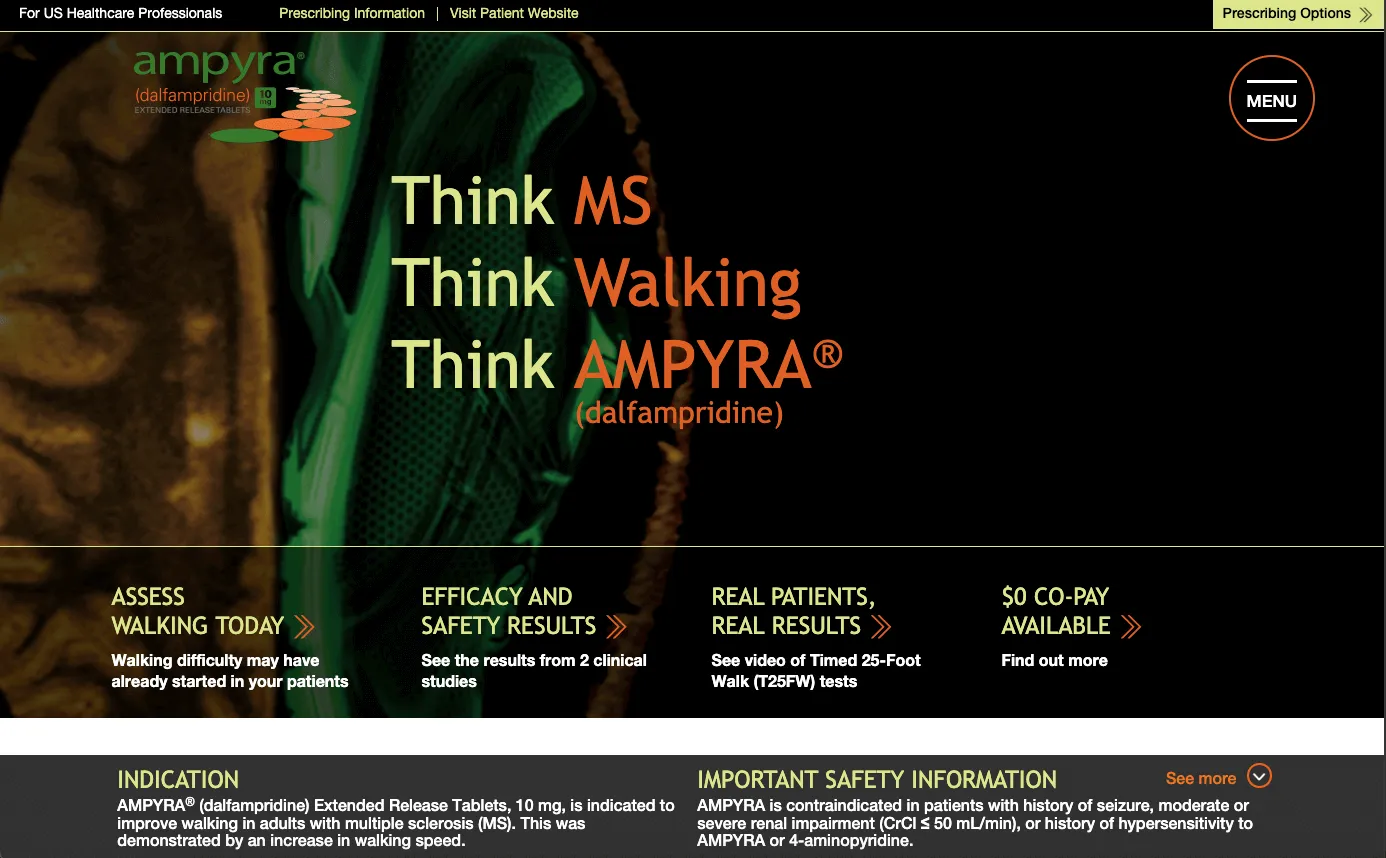 For US Healthcare Professionals
Prescribing Information | Visit Patient Website
Prescribing Options
ampyra®
(dalfampridine) 10 mg
EXTENDED RELEASE TABLETS
MENU
Think MS
Think Walking
Think AMPYRA®
(dalfampridine)
ASSESS
WALKING TODAY
Walking difficulty may have
already started in your patients
EFFICACY AND
SAFETY RESULTS
See the results from 2 clinical
studies
REAL PATIENTS,
REAL RESULTS
See video of Timed 25-Foot
Walk (T25FW) tests
$0 CO-PAY
AVAILABLE
Find out more
INDICATION
AMPYRA® (dalfampridine) Extended Release Tablets, 10 mg, is indicated to
improve walking in adults with multiple sclerosis (MS). This was
demonstrated by an increase in walking speed.
IMPORTANT SAFETY INFORMATION
See more
AMPYRA is contraindicated in patients with history of seizure, moderate or
severe renal impairment (CrCl ≤ 50 mL/min), or history of hypersensitivity to
AMPYRA or 4-aminopyridine.